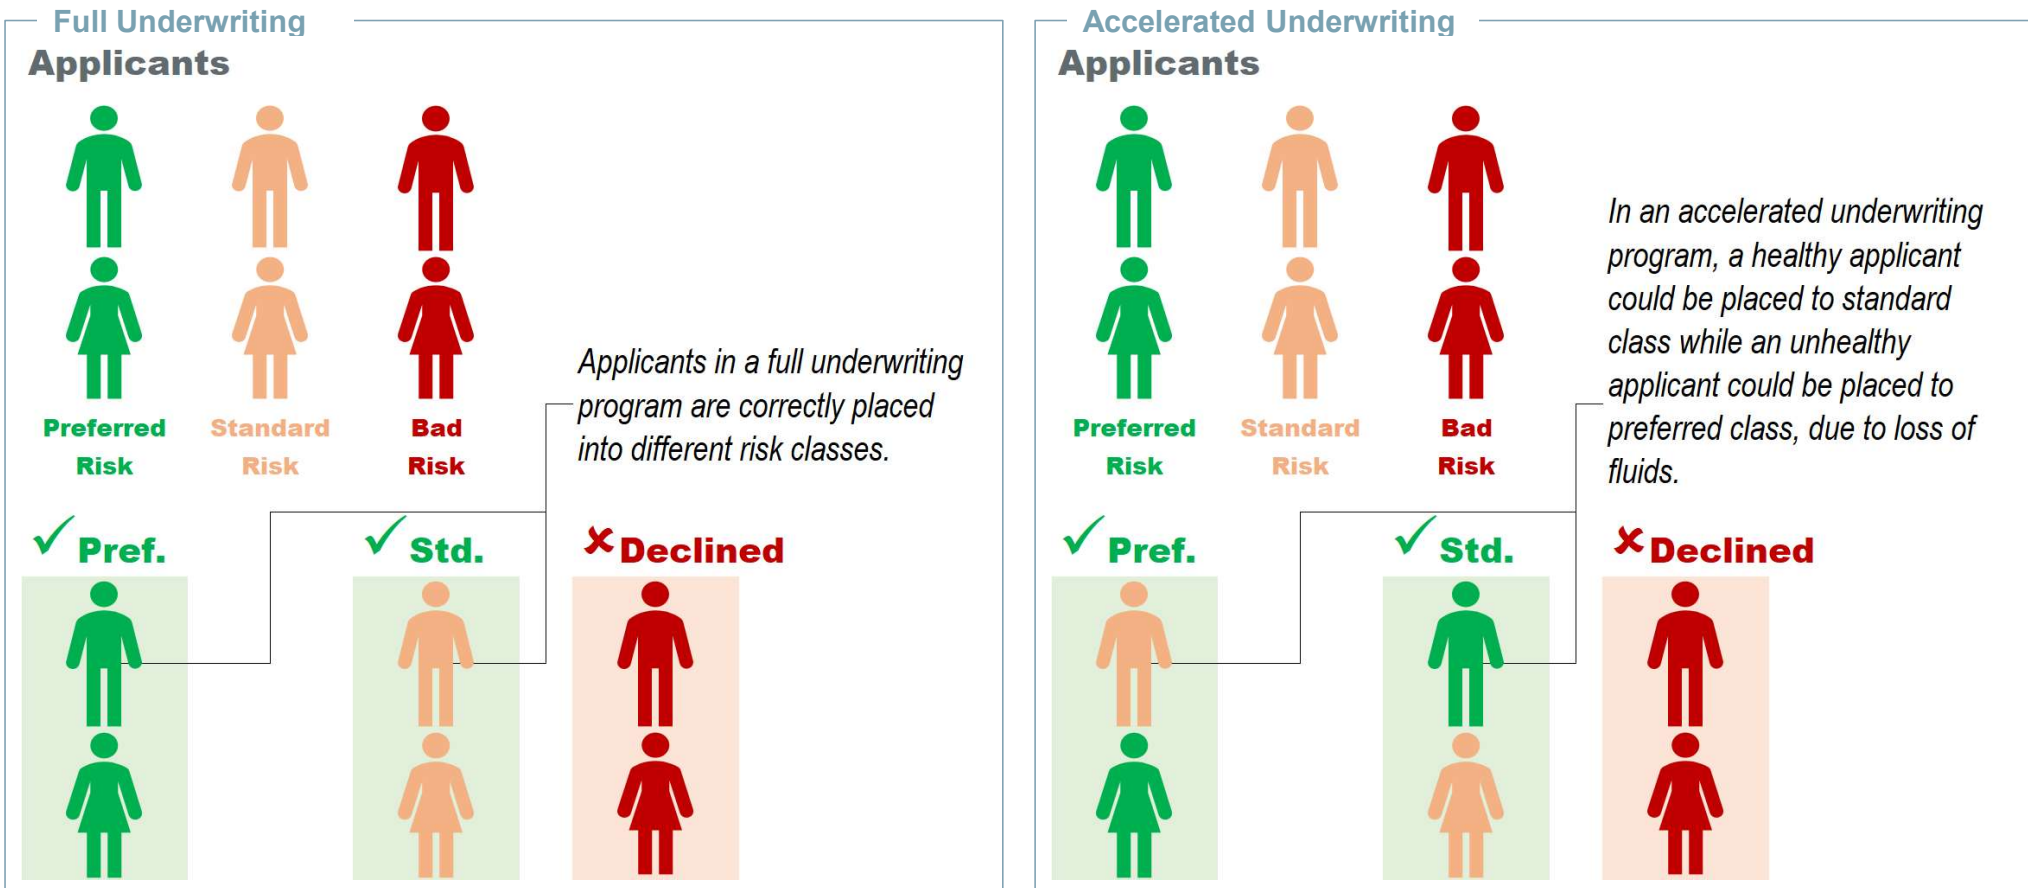 Full Underwriting
Applicants
Preferred
Risk
Standard
Risk
Bad
Risk
Applicants in a full underwriting
program are correctly placed
into different risk classes.
✓ Pref.
✓ Std.
✘ Declined
Accelerated Underwriting
Applicants
Preferred
Risk
Standard
Risk
Bad
Risk
In an accelerated underwriting
program, a healthy applicant
could be placed to standard
class while an unhealthy
applicant could be placed to
preferred class, due to loss of
fluids.
✓ Pref.
✓ Std.
✘ Declined